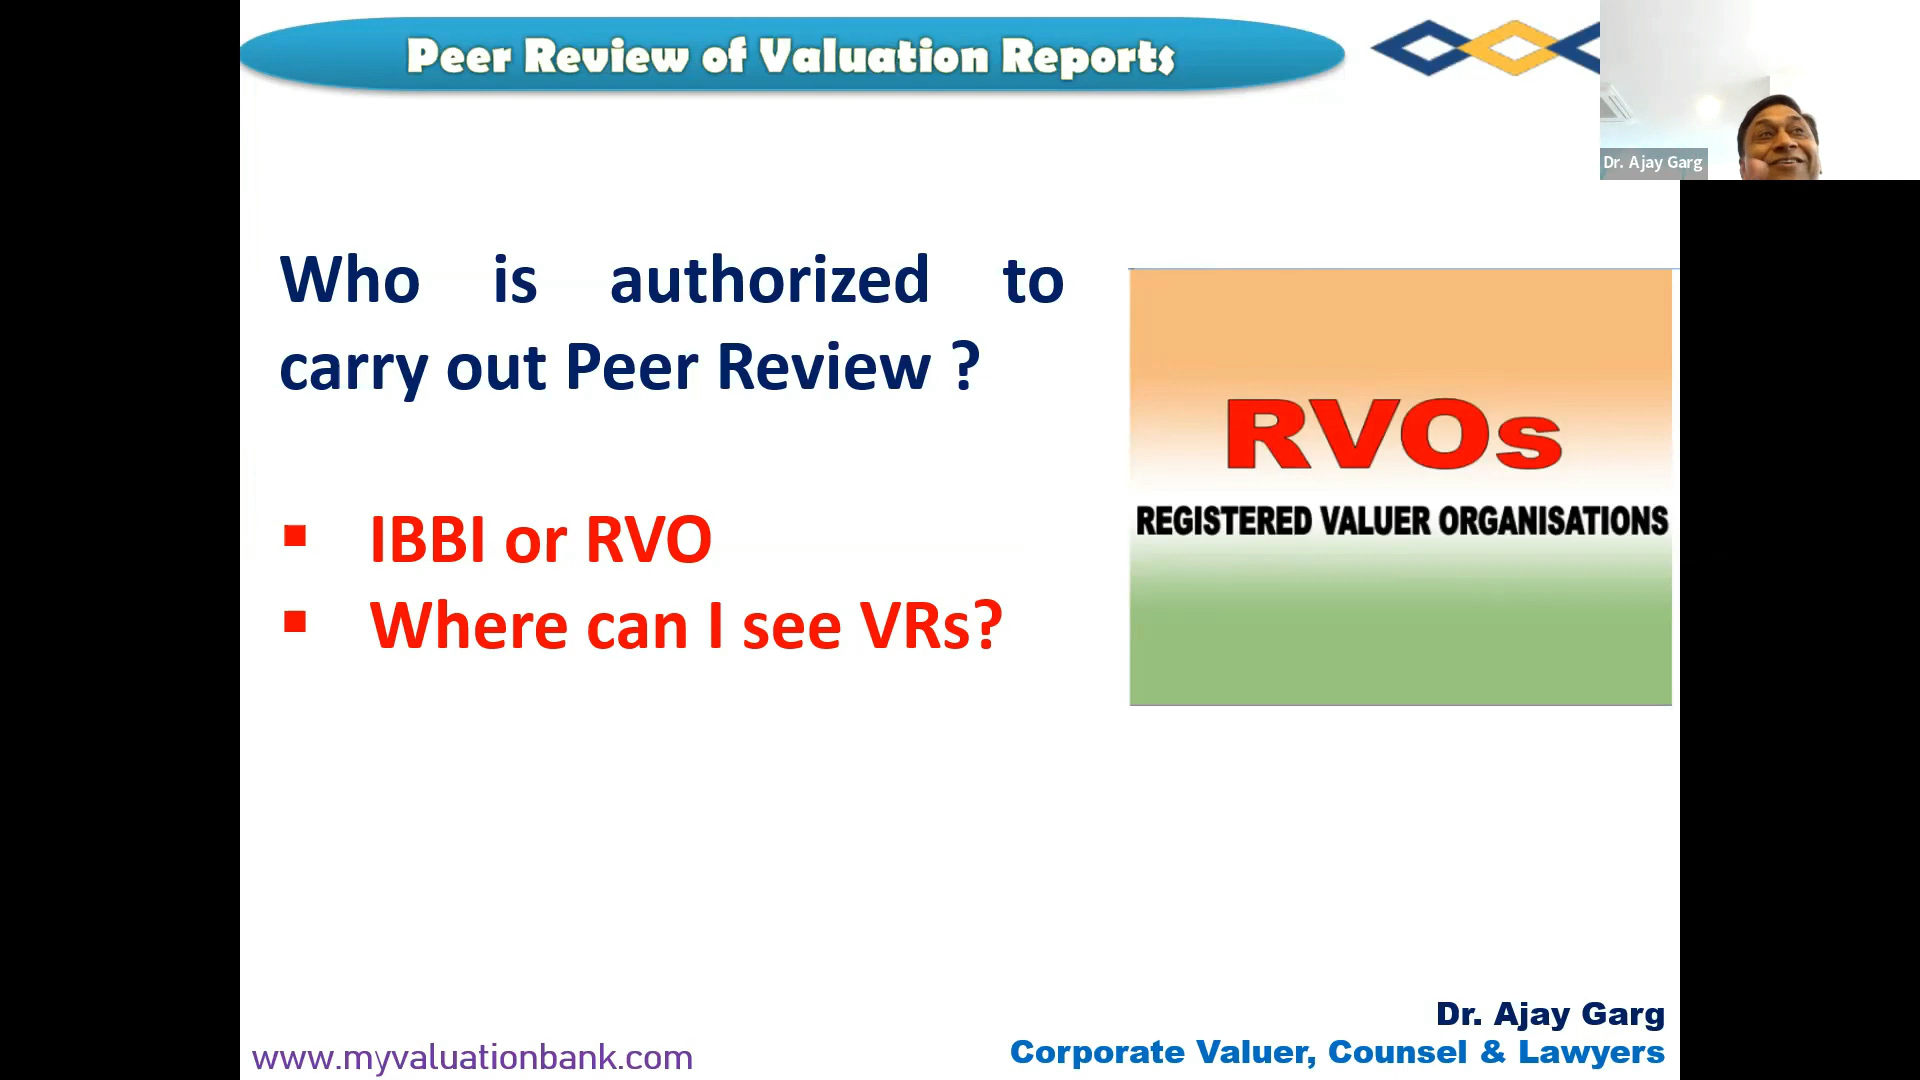 Peer Review of Valuation Reports
Dr. Ajay Garg
Who is authorized to
carry out Peer Review ?
▪ IBBI or RVO
▪ Where can I see VRs?
RVOs
REGISTERED VALUER ORGANISATIONS
Dr. Ajay Garg
Corporate Valuer, Counsel & Lawyers
www.myvaluationbank.com